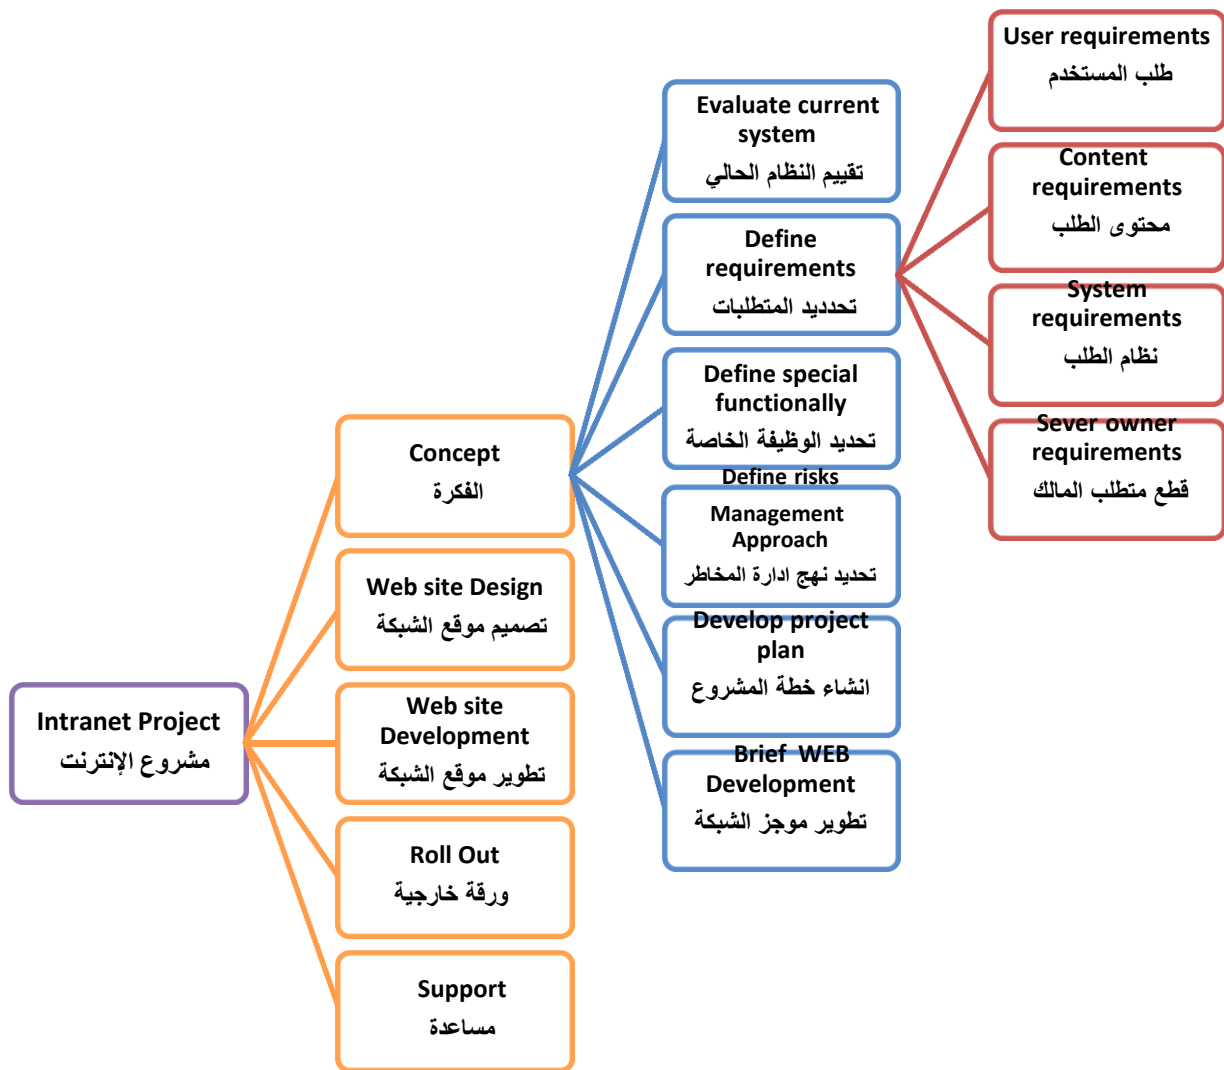 Intranet Project
مشروع الإنترنت
Concept
الفكرة
Web site Design
تصميم موقع الشبكة
Web site
Development
تطوير موقع الشبكة
Roll Out
ورقة خارجية
Support
مساعدة
Evaluate current
system
تقييم النظام الحالي
Define
requirements
تحدديد المتطلبات
Define special
functionally
تحديد الوظيفة الخاصة
Define risks
Management
Approach
تحديد نهج ادارة المخاطر
Develop project
plan
انشاء خطة المشروع
Brief WEB
Development
تطوير موجز الشبكة
User requirements
طلب المستخدم
Content
requirements
محتوى الطلب
System
requirements
نظام الطلب
Sever owner
requirements
قطع متطلب المالك